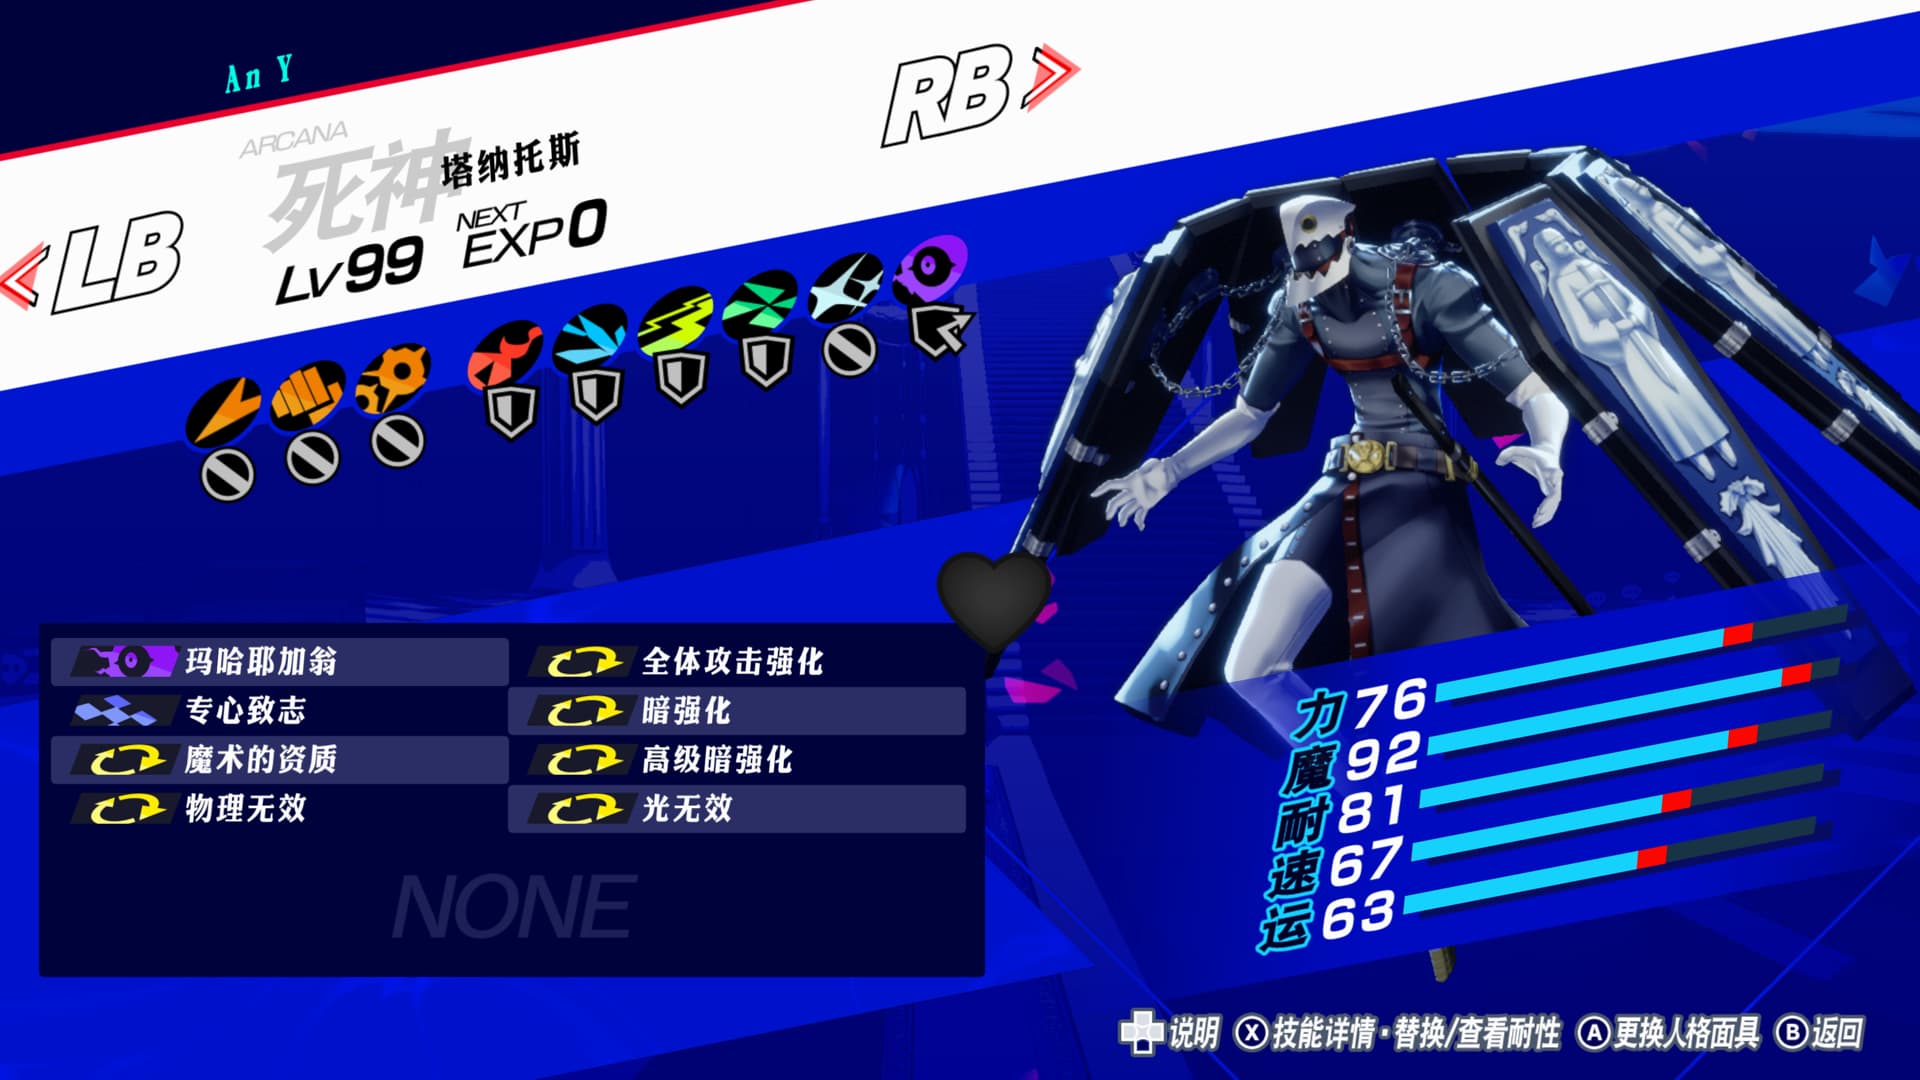 An Y
LB
RB
ARCANA
死神
塔纳托斯
Lv99
NEXT
EXP0
玛哈耶加翁
全体攻击强化
专心致志
暗强化
魔术的资质
高级暗强化
物理无效
光无效
NONE
力76
魔92
耐81
速67
运63
说明 X技能详情·替换/查看耐性 A更换人格面具 B返回